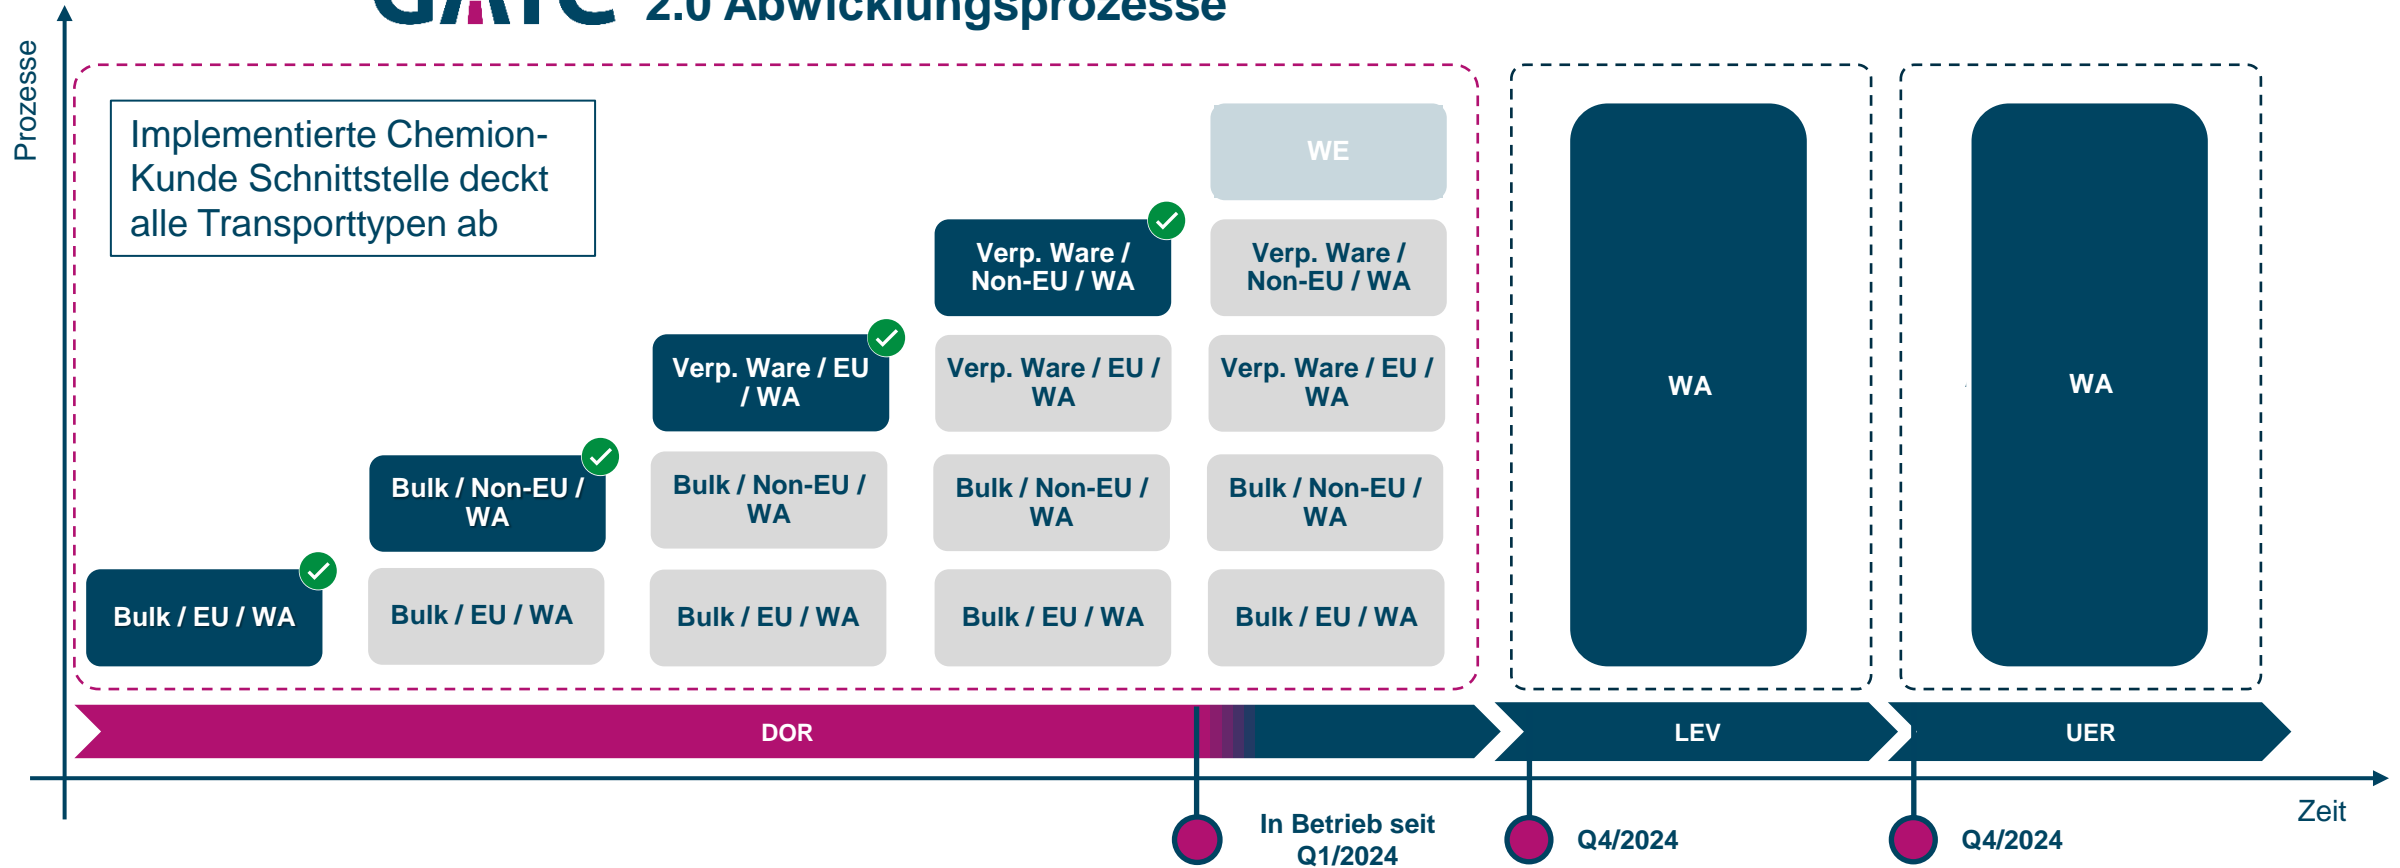 2.0 Abwicklungsprozesse
Prozesse
Implementierte Chemion-
Kunde Schnittstelle deckt
alle Transporttypen ab
WE
Verp. Ware /
Non-EU / WA
Verp. Ware /
Non-EU / WA
Verp. Ware / EU
/ WA
Verp. Ware / EU /
WA
Verp. Ware / EU /
WA
WA
WA
Bulk / Non-EU /
WA
Bulk / Non-EU /
WA
Bulk / Non-EU /
WA
Bulk / Non-EU /
WA
Bulk / EU / WA
Bulk / EU / WA
Bulk / EU / WA
Bulk / EU / WA
Bulk / EU / WA
DOR
LEV
UER
Zeit
In Betrieb seit
Q1/2024
Q4/2024
Q4/2024